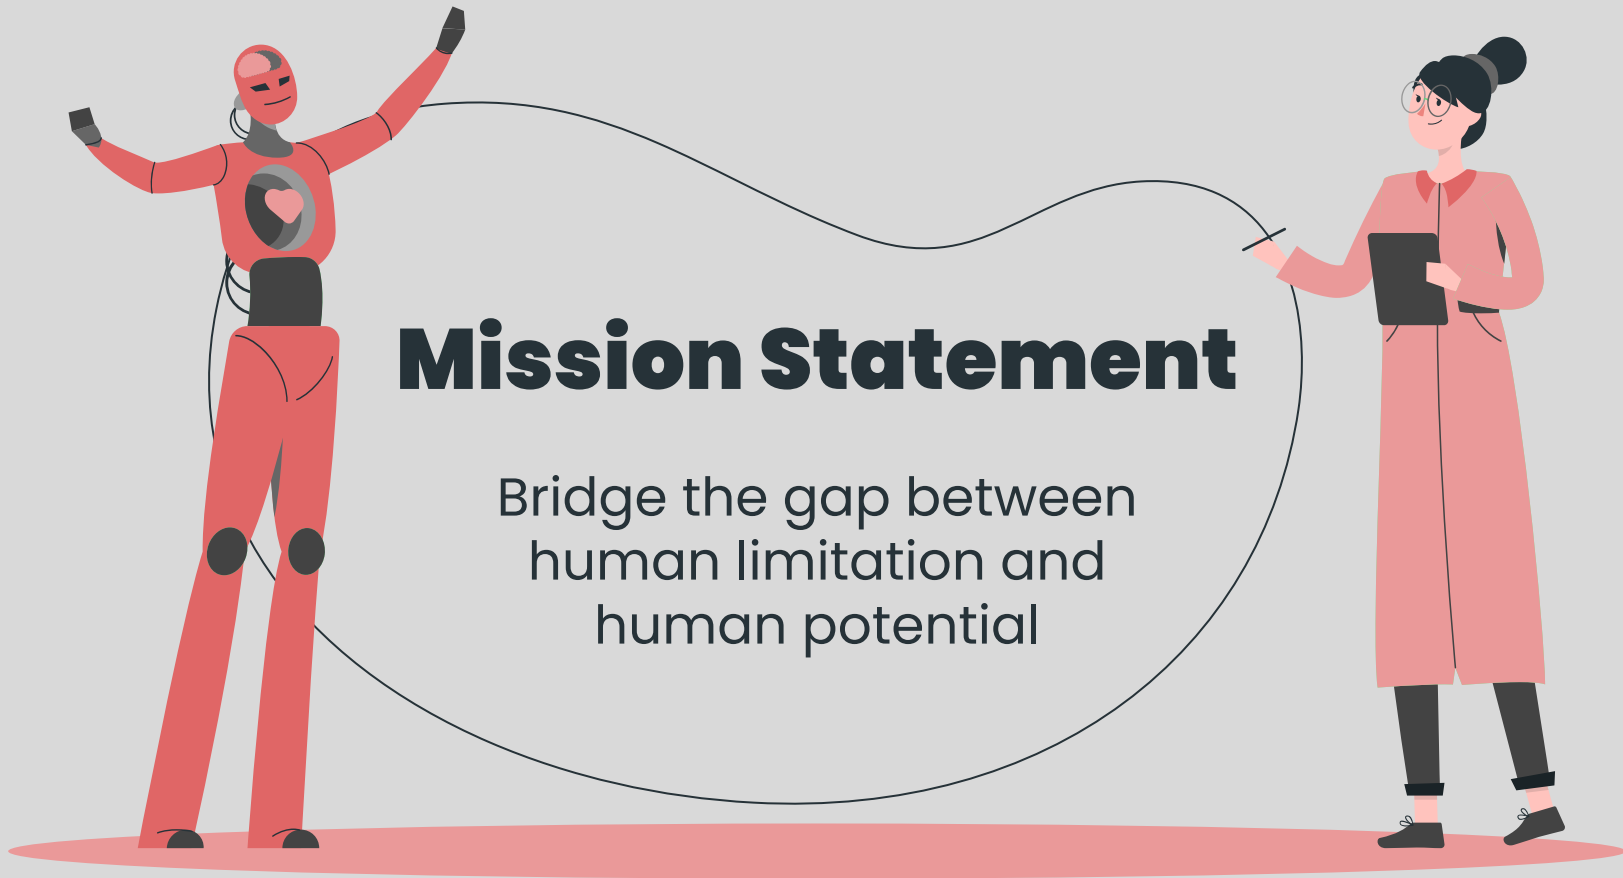 Mission Statement
Bridge the gap between
human limitation and
human potential